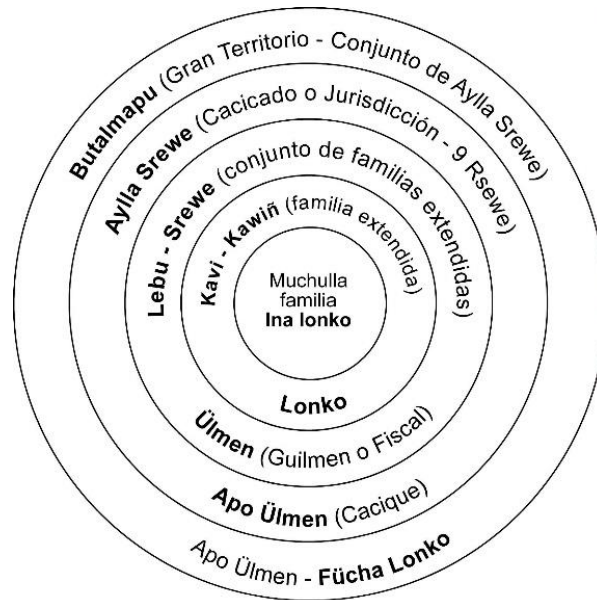 Butalmapu (Gran Territorio - Conjunto de Aylla Srewe)
Aylla Srewe (Cacicado o Jurisdicción - 9 Rsewe)
Lebu - Srewe (conjunto de familias extendidas)
Kavi - Kawiñ (familia extendida)
Muchulla
familia
Ina lonko
Lonko
Ülmen (Guilmen o Fiscal)
Apo Ülmen (Cacique)
Apo Ülmen - Fücha Lonko